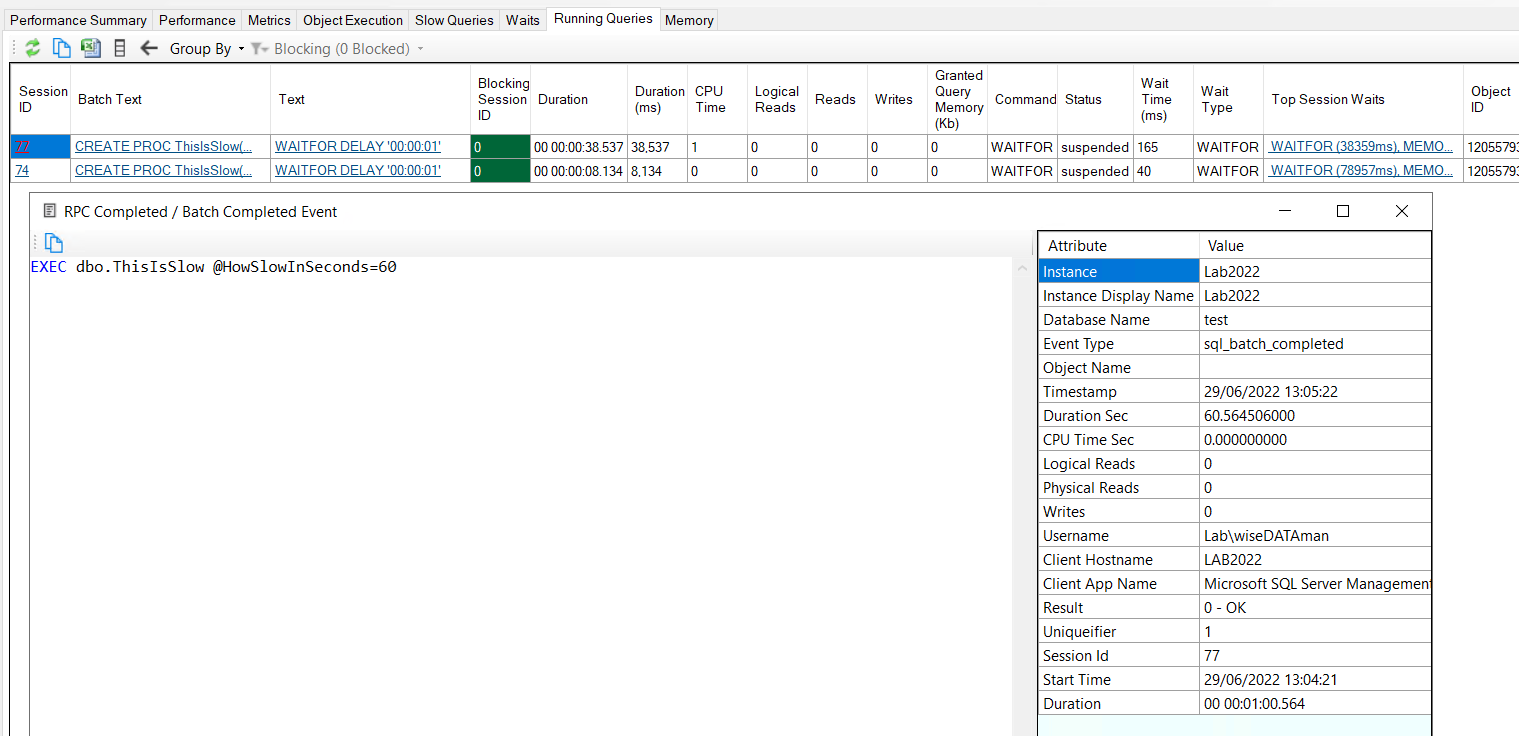 Performance Summary Performance Metrics Object Execution Slow Queries Waits Running Queries Memory
Group By Blocking (0 Blocked)
Session ID Batch Text Text Blocking Session ID Duration Duration (ms) CPU Time Logical Reads Reads Writes Granted Query Memory (Kb) Command Status Wait Time (ms) Wait Type Top Session Waits Object ID
77 CREATE PROC ThisIsSlow(... WAITFOR DELAY '00:00:01' 0 00 00:00:38.537 38,537 1 0 0 0 0 WAITFOR suspended 165 WAITFOR WAITFOR (38359ms), MEMO... 12055793
74 CREATE PROC ThisIsSlow(... WAITFOR DELAY '00:00:01' 0 00 00:00:08.134 8,134 0 0 0 0 0 WAITFOR suspended 40 WAITFOR WAITFOR (78957ms), MEMO... 12055793
RPC Completed / Batch Completed Event
EXEC dbo.ThisIsSlow @HowSlowInSeconds=60
Attribute Value
Instance Lab2022
Instance Display Name Lab2022
Database Name test
Event Type sql_batch_completed
Object Name
Timestamp 29/06/2022 13:05:22
Duration Sec 60.564506000
CPU Time Sec 0.000000000
Logical Reads 0
Physical Reads 0
Writes 0
Username Lab\wiseDATAman
Client Hostname LAB2022
Client App Name Microsoft SQL Server Management
Result 0 - OK
Uniqueifier 1
Session Id 77
Start Time 29/06/2022 13:04:21
Duration 00 00:01:00.564